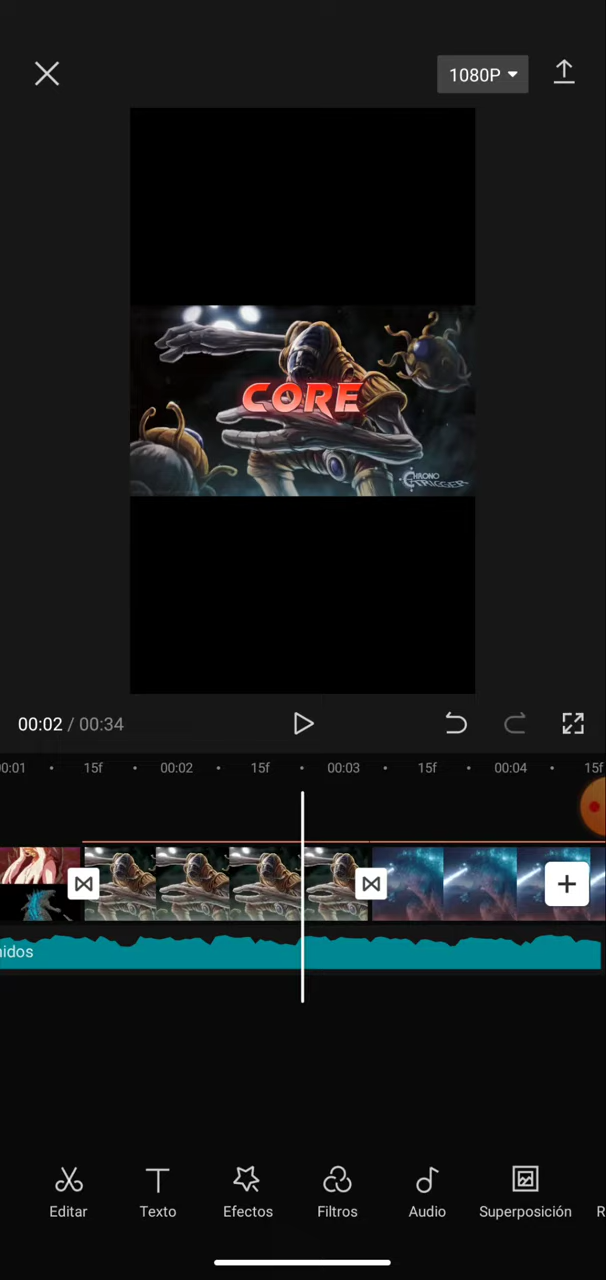 1080P
CORE
CHRONO
TRIGGER
00:02 / 00:34
00:01 15f 00:02 15f 00:03 15f 00:04 15f
nidos
Editar Texto Efectos Filtros Audio Superposición R